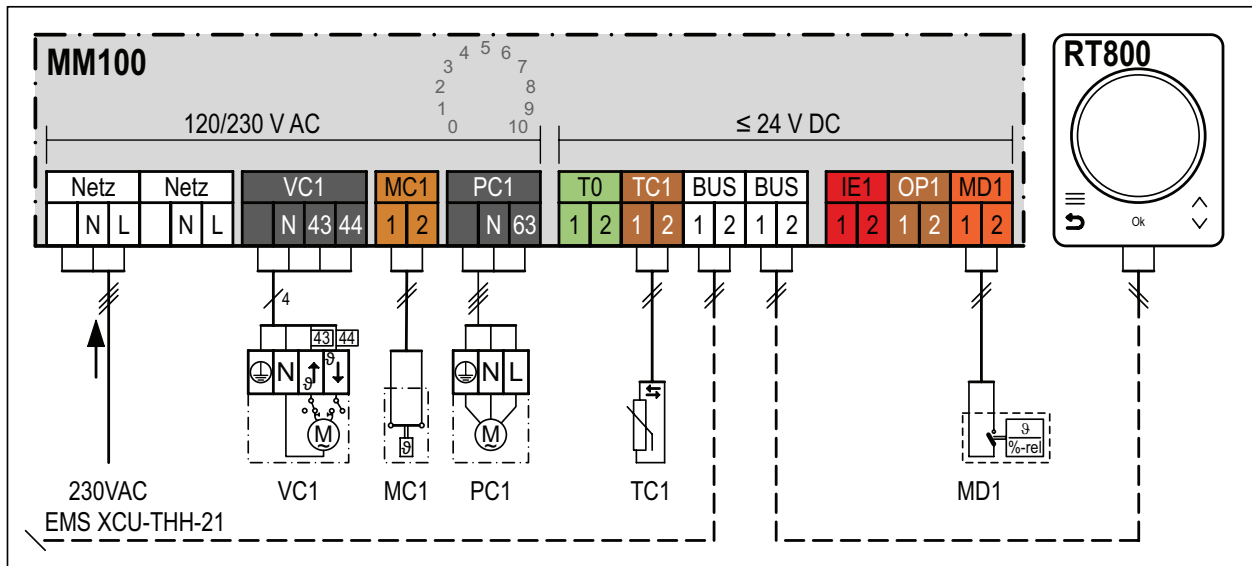 MM100
0 1 2 3 4 5 6 7 8 9 10
RT800
120/230 V AC
≤ 24 V DC
Netz Netz VC1 MC1 PC1 T0 TC1 BUS BUS IE1 OP1 MD1
N L N L N 43 44 1 2 N 63 1 2 1 2 1 2 1 2 1 2 1 2 1 2
Ok
4
43 44
N ϑ ϑ N L
M ~ M ~
ϑ
ϑ
%-rel
230VAC VC1 MC1 PC1 TC1 MD1
EMS XCU-THH-21